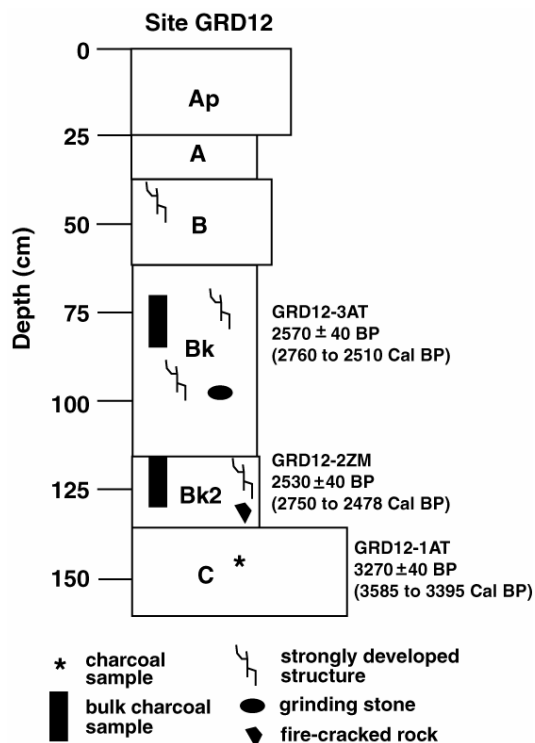 Site GRD12
Depth (cm)
0
25
50
75
100
125
150
Ap
A
B
Bk
Bk2
C
GRD12-3AT
2570 ± 40 BP
(2760 to 2510 Cal BP)
GRD12-2ZM
2530 ±40 BP
(2750 to 2478 Cal BP)
GRD12-1AT
3270 ±40 BP
(3585 to 3395 Cal BP)
* charcoal
sample
bulk charcoal
sample
strongly developed
structure
grinding stone
fire-cracked rock